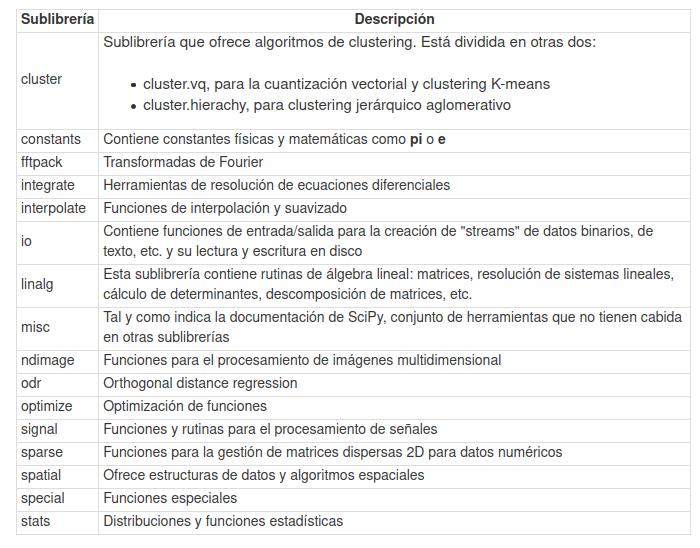 Sublibrería Descripción
Sublibrería que ofrece algoritmos de clustering. Está dividida en otras dos:
cluster
• cluster.vq, para la cuantización vectorial y clustering K-means
• cluster.hierachy, para clustering jerárquico aglomerativo
constants Contiene constantes físicas y matemáticas como pi o e
fftpack Transformadas de Fourier
integrate Herramientas de resolución de ecuaciones diferenciales
interpolate Funciones de interpolación y suavizado
io Contiene funciones de entrada/salida para la creación de "streams" de datos binarios, de
texto, etc. y su lectura y escritura en disco
linalg Esta sublibrería contiene rutinas de álgebra lineal: matrices, resolución de sistemas lineales,
cálculo de determinantes, descomposición de matrices, etc.
misc Tal y como indica la documentación de SciPy, conjunto de herramientas que no tienen cabida
en otras sublibrerías
ndimage Funciones para el procesamiento de imágenes multidimensional
odr Orthogonal distance regression
optimize Optimización de funciones
signal Funciones y rutinas para el procesamiento de señales
sparse Funciones para la gestión de matrices dispersas 2D para datos numéricos
spatial Ofrece estructuras de datos y algoritmos espaciales
special Funciones especiales
stats Distribuciones y funciones estadísticas